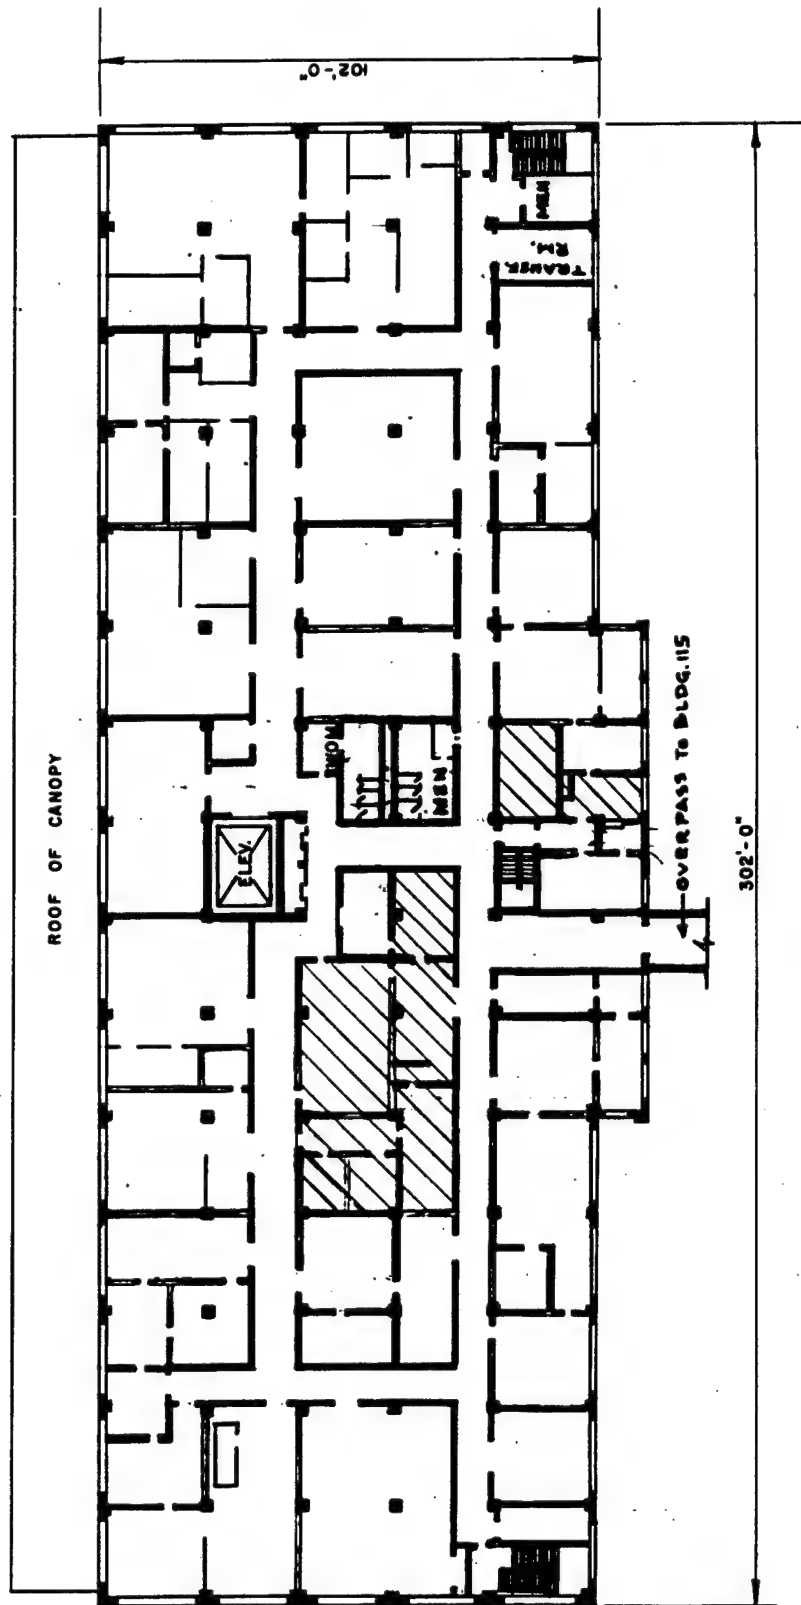 102'-0"
MEN
TRANSF.
RM.
ROOF OF CANOPY
WOM
MEN
ELEV.
OVERPASS TO BLDG. 115
302'-0"